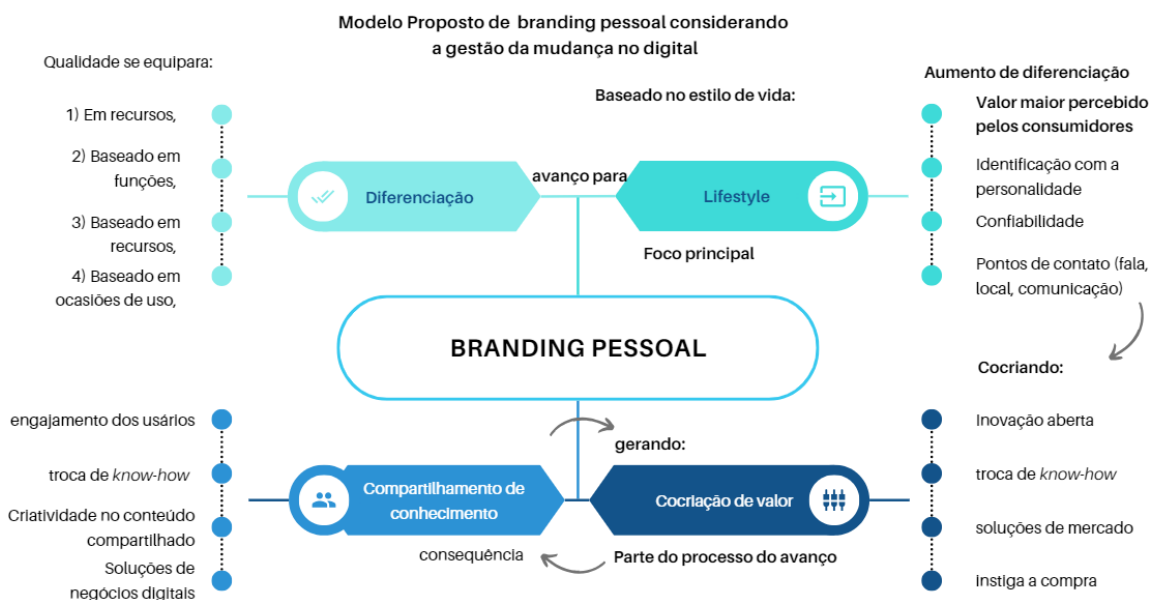 Modelo Proposto de branding pessoal considerando
a gestão da mudança no digital
Qualidade se equipara:
1) Em recursos,
2) Baseado em
funções,
3) Baseado em
recursos,
4) Baseado em
ocasiões de uso,
Diferenciação
avanço para
Baseado no estilo de vida:
Lifestyle
Foco principal
Aumento de diferenciação
Valor maior percebido
pelos consumidores
Identificação com a
personalidade
Confiabilidade
Pontos de contato (fala,
local, comunicação)
BRANDING PESSOAL
engajamento dos usários
troca de know-how
Criatividade no conteúdo
compartilhado
Soluções de
negócios digitais
Compartilhamento de
conhecimento
consequência
gerando:
Cocriação de valor
Parte do processo do avanço
Cocriando:
Inovação aberta
troca de know-how
soluções de mercado
instiga a compra